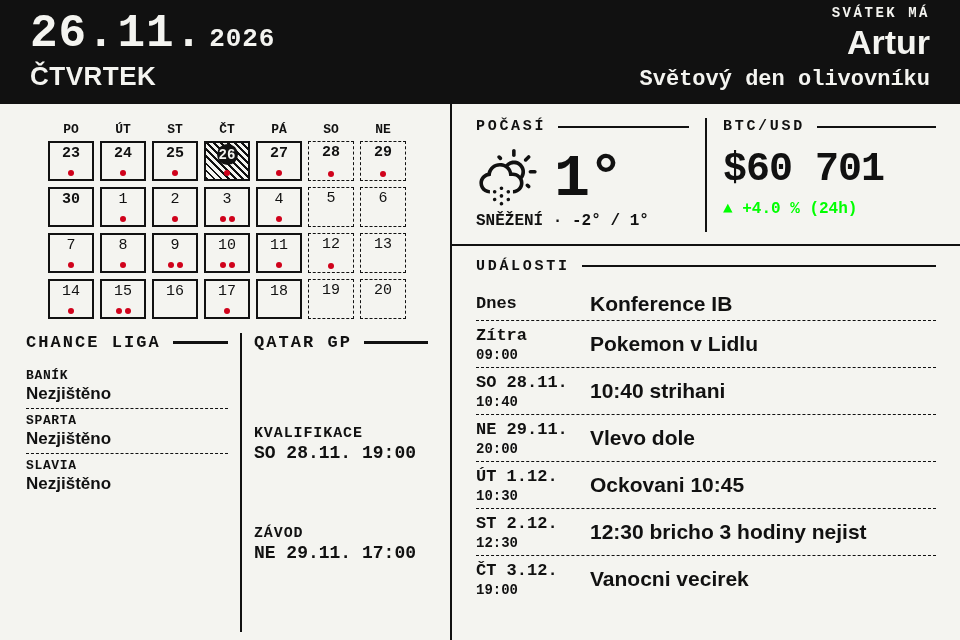 26.11. 2026
ČTVRTEK
SVÁTEK MÁ
Artur
Světový den olivovníku
PO ÚT ST ČT PÁ SO NE
23 24 25 26 27 28 29
30 1 2 3 4 5 6
7 8 9 10 11 12 13
14 15 16 17 18 19 20
CHANCE LIGA
BANÍK
Nezjištěno
SPARTA
Nezjištěno
SLAVIA
Nezjištěno
QATAR GP
KVALIFIKACE
SO 28.11. 19:00
ZÁVOD
NE 29.11. 17:00
POČASÍ
1°
SNĚŽENÍ · -2° / 1°
BTC/USD
$60 701
▲ +4.0 % (24h)
UDÁLOSTI
Dnes Konference IB
Zítra
09:00 Pokemon v Lidlu
SO 28.11.
10:40 10:40 strihani
NE 29.11.
20:00 Vlevo dole
ÚT 1.12.
10:30 Ockovani 10:45
ST 2.12.
12:30 12:30 bricho 3 hodiny nejist
ČT 3.12.
19:00 Vanocni vecirek